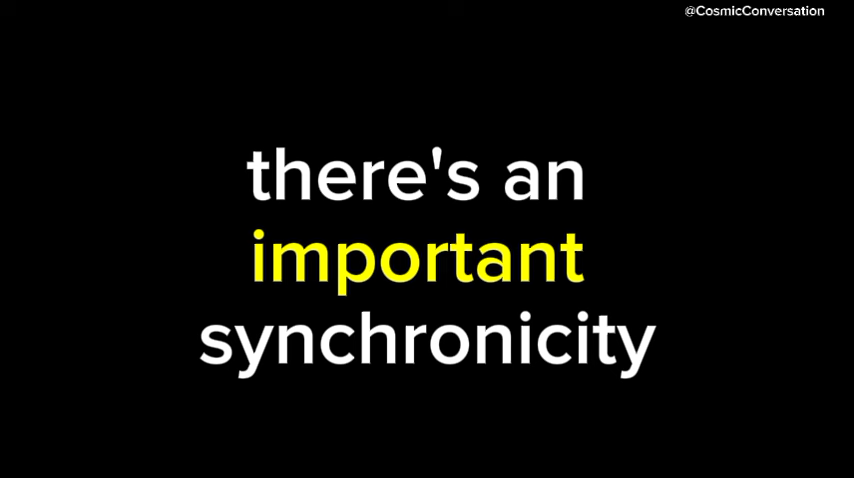 @CosmicConversation
there's an
important
synchronicity